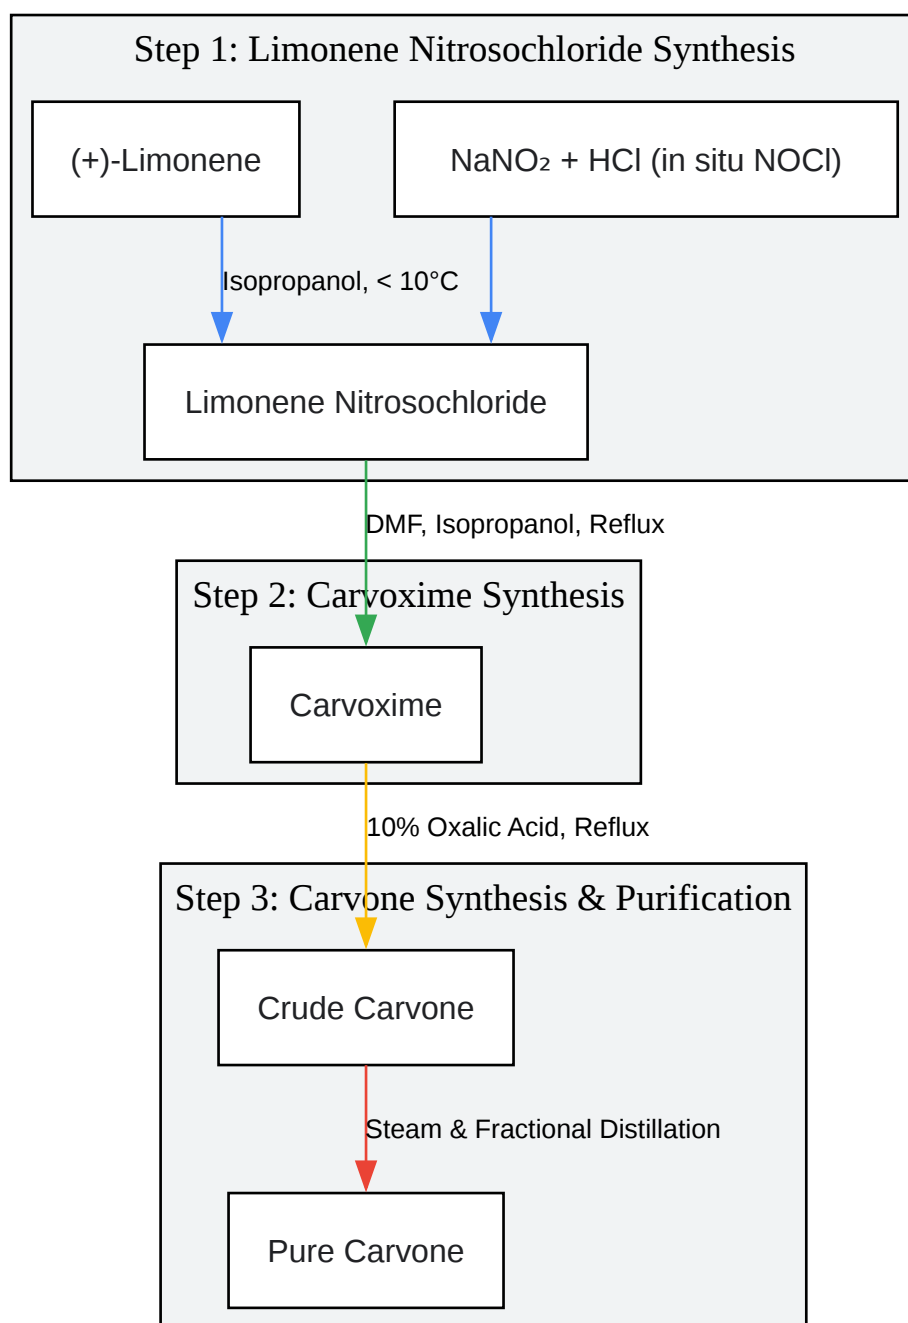 Step 1: Limonene Nitrosochloride Synthesis
(+)-Limonene
NaNO₂ + HCl (in situ NOCl)
Isopropanol, < 10°C
Limonene Nitrosochloride
DMF, Isopropanol, Reflux
Step 2: Carvoxime Synthesis
Carvoxime
10% Oxalic Acid, Reflux
Step 3: Carvone Synthesis & Purification
Crude Carvone
Steam & Fractional Distillation
Pure Carvone